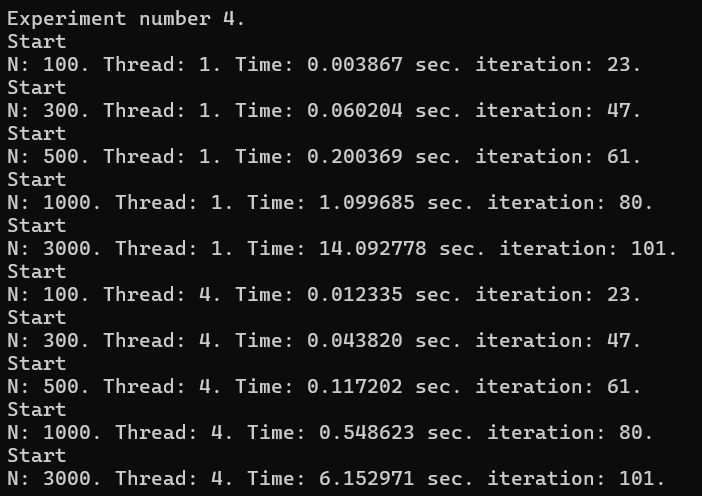 Experiment number 4.
Start
N: 100. Thread: 1. Time: 0.003867 sec. iteration: 23.
Start
N: 300. Thread: 1. Time: 0.060204 sec. iteration: 47.
Start
N: 500. Thread: 1. Time: 0.200369 sec. iteration: 61.
Start
N: 1000. Thread: 1. Time: 1.099685 sec. iteration: 80.
Start
N: 3000. Thread: 1. Time: 14.092778 sec. iteration: 101.
Start
N: 100. Thread: 4. Time: 0.012335 sec. iteration: 23.
Start
N: 300. Thread: 4. Time: 0.043820 sec. iteration: 47.
Start
N: 500. Thread: 4. Time: 0.117202 sec. iteration: 61.
Start
N: 1000. Thread: 4. Time: 0.548623 sec. iteration: 80.
Start
N: 3000. Thread: 4. Time: 6.152971 sec. iteration: 101.